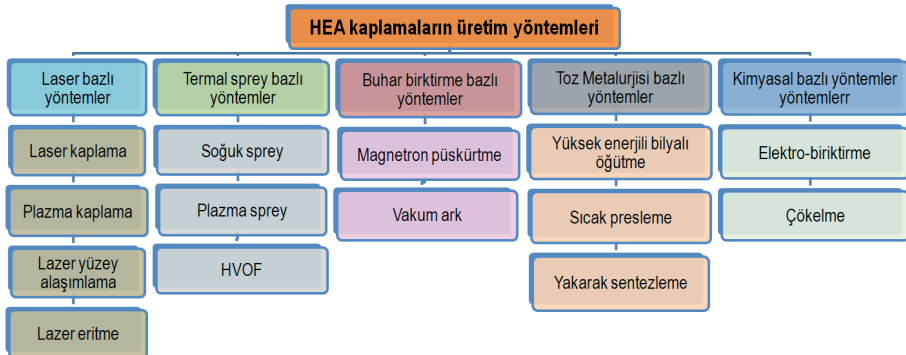 HEA kaplamaların üretim yöntemleri
Laser bazlı
yöntemler
Laser kaplama
Plazma kaplama
Lazer yüzey
alaşımlama
Lazer eritme
Termal sprey bazlı
yöntemler
Soğuk sprey
Plazma sprey
HVOF
Buhar birktirme bazlı
yöntemler
Magnetron püskürtme
Vakum ark
Toz Metalurjisi bazlı
yöntemler
Yüksek enerjili bilyalı
öğütme
Sıcak presleme
Yakarak sentezleme
Kimyasal bazlı yöntemler
yöntemlerr
Elektro-biriktirme
Çökelme